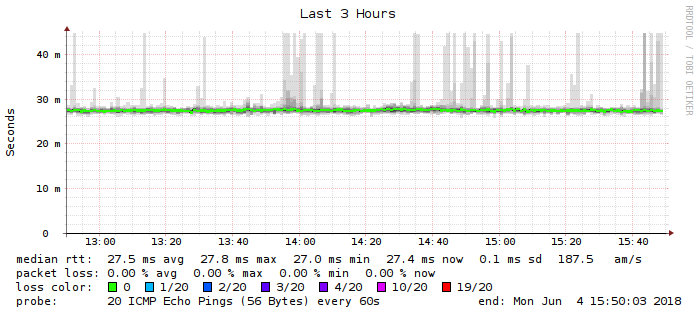 Last 3 Hours
RRDTOOL / TOBI OETIKER
Seconds
40 m
30 m
20 m
10 m
0
13:00 13:20 13:40 14:00 14:20 14:40 15:00 15:20 15:40
median rtt: 27.5 ms avg 27.8 ms max 27.0 ms min 27.4 ms now 0.1 ms sd 187.5 am/s
packet loss: 0.00 % avg 0.00 % max 0.00 % min 0.00 % now
loss color: 0 1/20 2/20 3/20 4/20 10/20 19/20
probe: 20 ICMP Echo Pings (56 Bytes) every 60s end: Mon Jun 4 15:50:03 2018